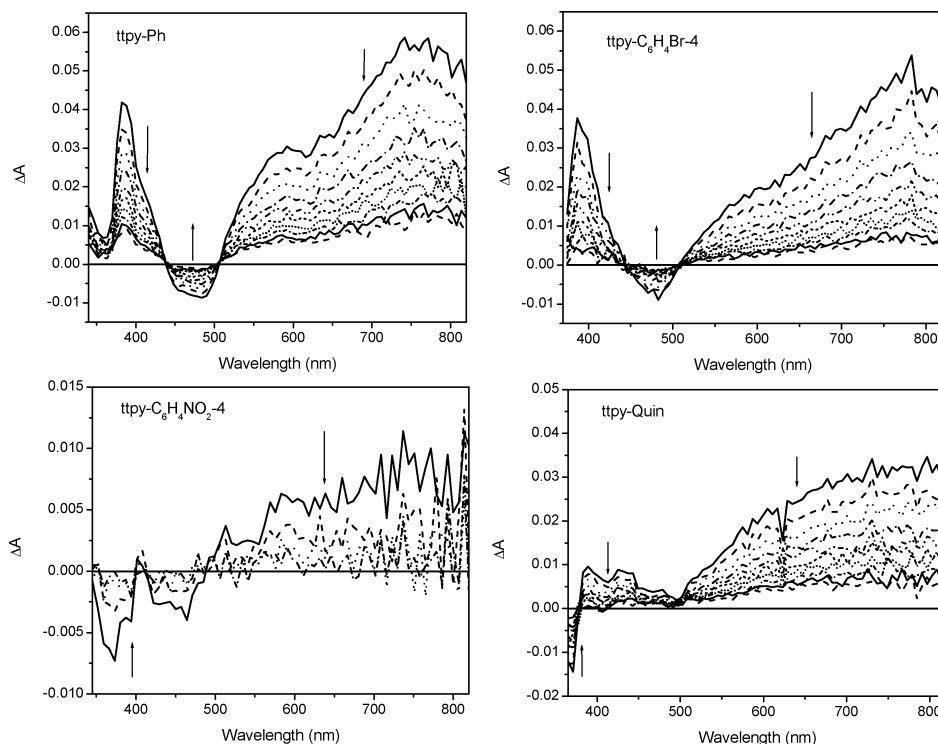 ttpy-Ph
0.06
0.05
0.04
0.03
0.02
0.01
0.00
-0.01
ΔA
400 500 600 700 800
Wavelength (nm)
ttpy-C₆H₄Br-4
0.06
0.05
0.04
0.03
0.02
0.01
0.00
-0.01
ΔA
400 500 600 700 800
Wavelength (nm)
ttpy-C₆H₄NO₂-4
0.015
0.010
0.005
0.000
-0.005
-0.010
ΔA
400 500 600 700 800
Wavelength (nm)
ttpy-Quin
0.05
0.04
0.03
0.02
0.01
0.00
-0.01
-0.02
ΔA
400 500 600 700 800
Wavelength (nm)